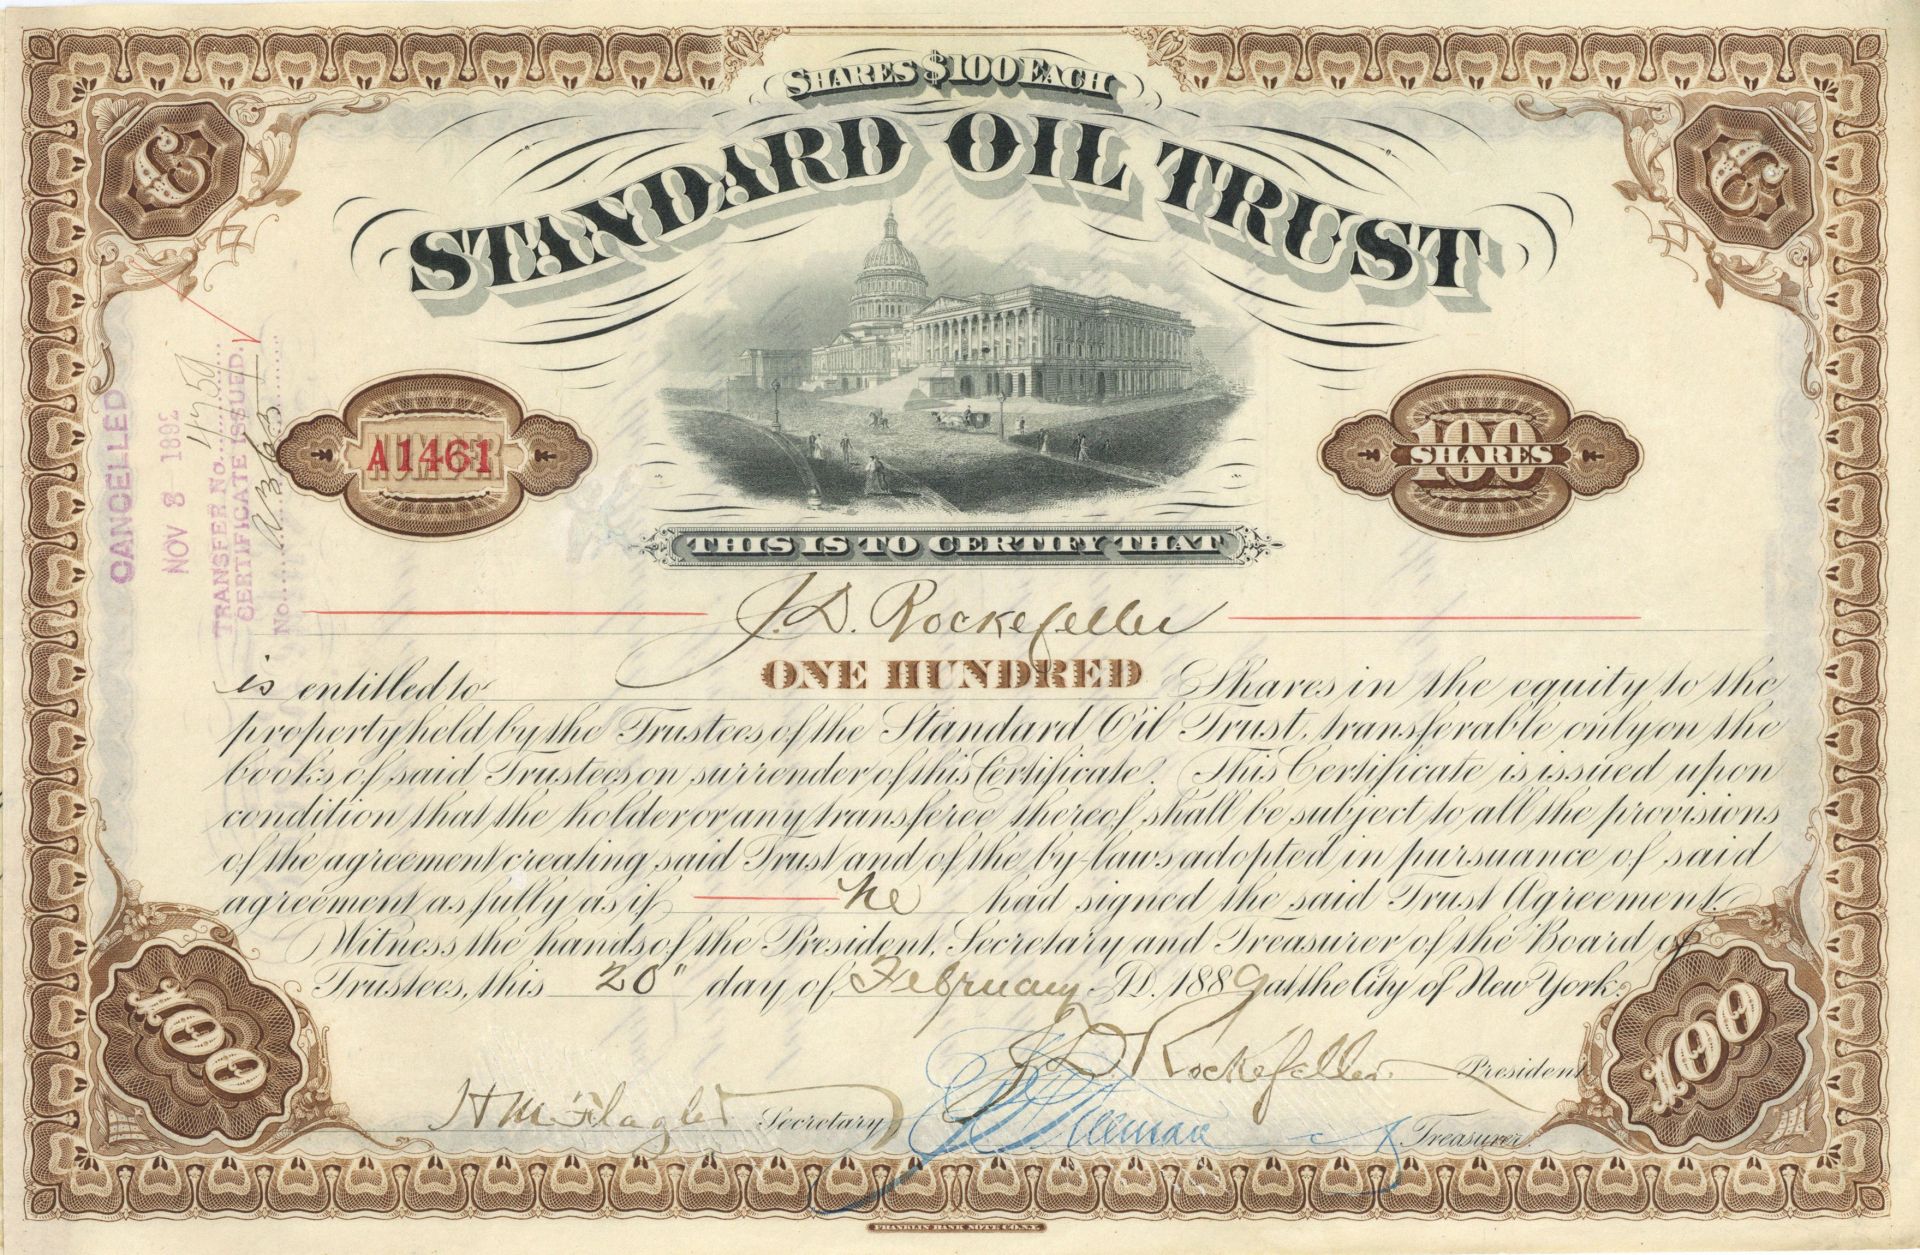 SHARES $100 EACH
STANDARD OIL TRUST
C
C
CANCELLED
NOV 8 1892
TRANSFER No. 4759
CERTIFICATE ISSUED.
No.
NUMBER
A1461
100
SHARES
THIS IS TO CERTIFY THAT
J. D. Rockefeller
is entitled to ONE HUNDRED Shares in the equity to the
property held by the Trustees of the Standard Oil Trust, transferable only on the
books of said Trustees on surrender of this Certificate. This Certificate is issued upon
condition that the holder or any transferee thereof shall be subject to all the provisions
of the agreement creating said Trust and of the by-laws adopted in pursuance of said
agreement as fully as if he had signed the said Trust Agreement.
Witness the hands of the President, Secretary and Treasurer of the Board of
Trustees, this 20" day of February A.D. 1889 at the City of New York.
J D Rockefeller President
H M Flagler Secretary
Treasurer
100
100
FRANKLIN BANK NOTE CO. N.Y.